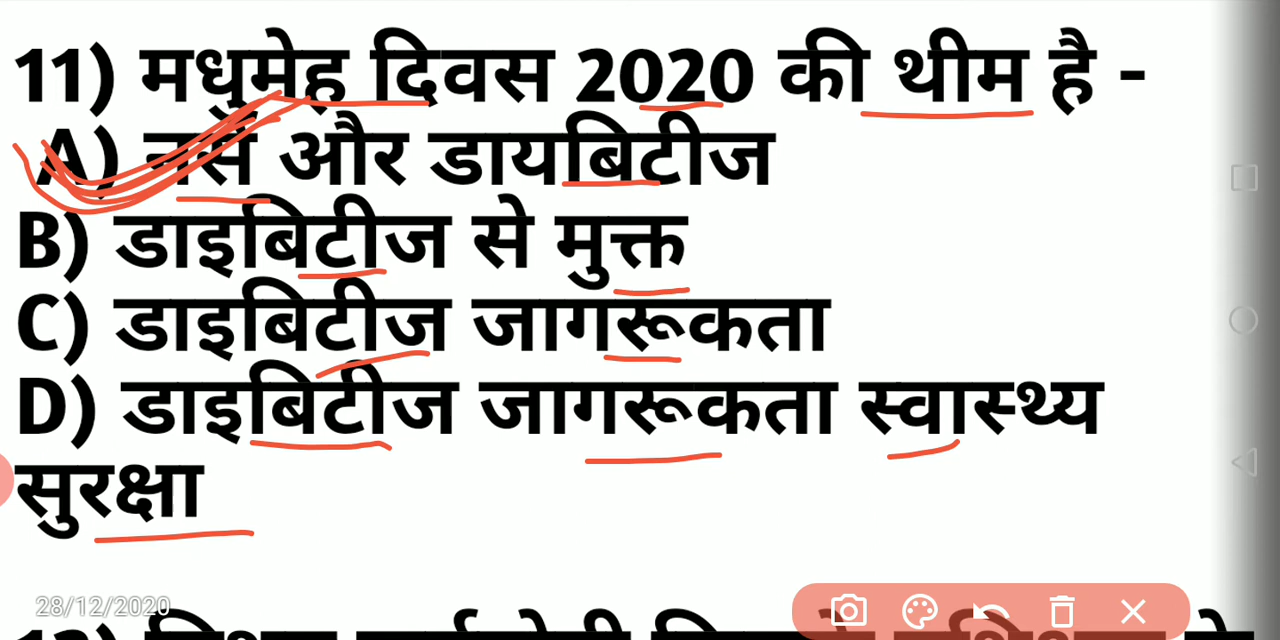 11) मधुमेह दिवस 2020 की थीम है -
A) नर्स और डायबिटीज
B) डाइबिटीज से मुक्त
C) डाइबिटीज जागरूकता
D) डाइबिटीज जागरूकता स्वास्थ्य
सुरक्षा
28/12/2020